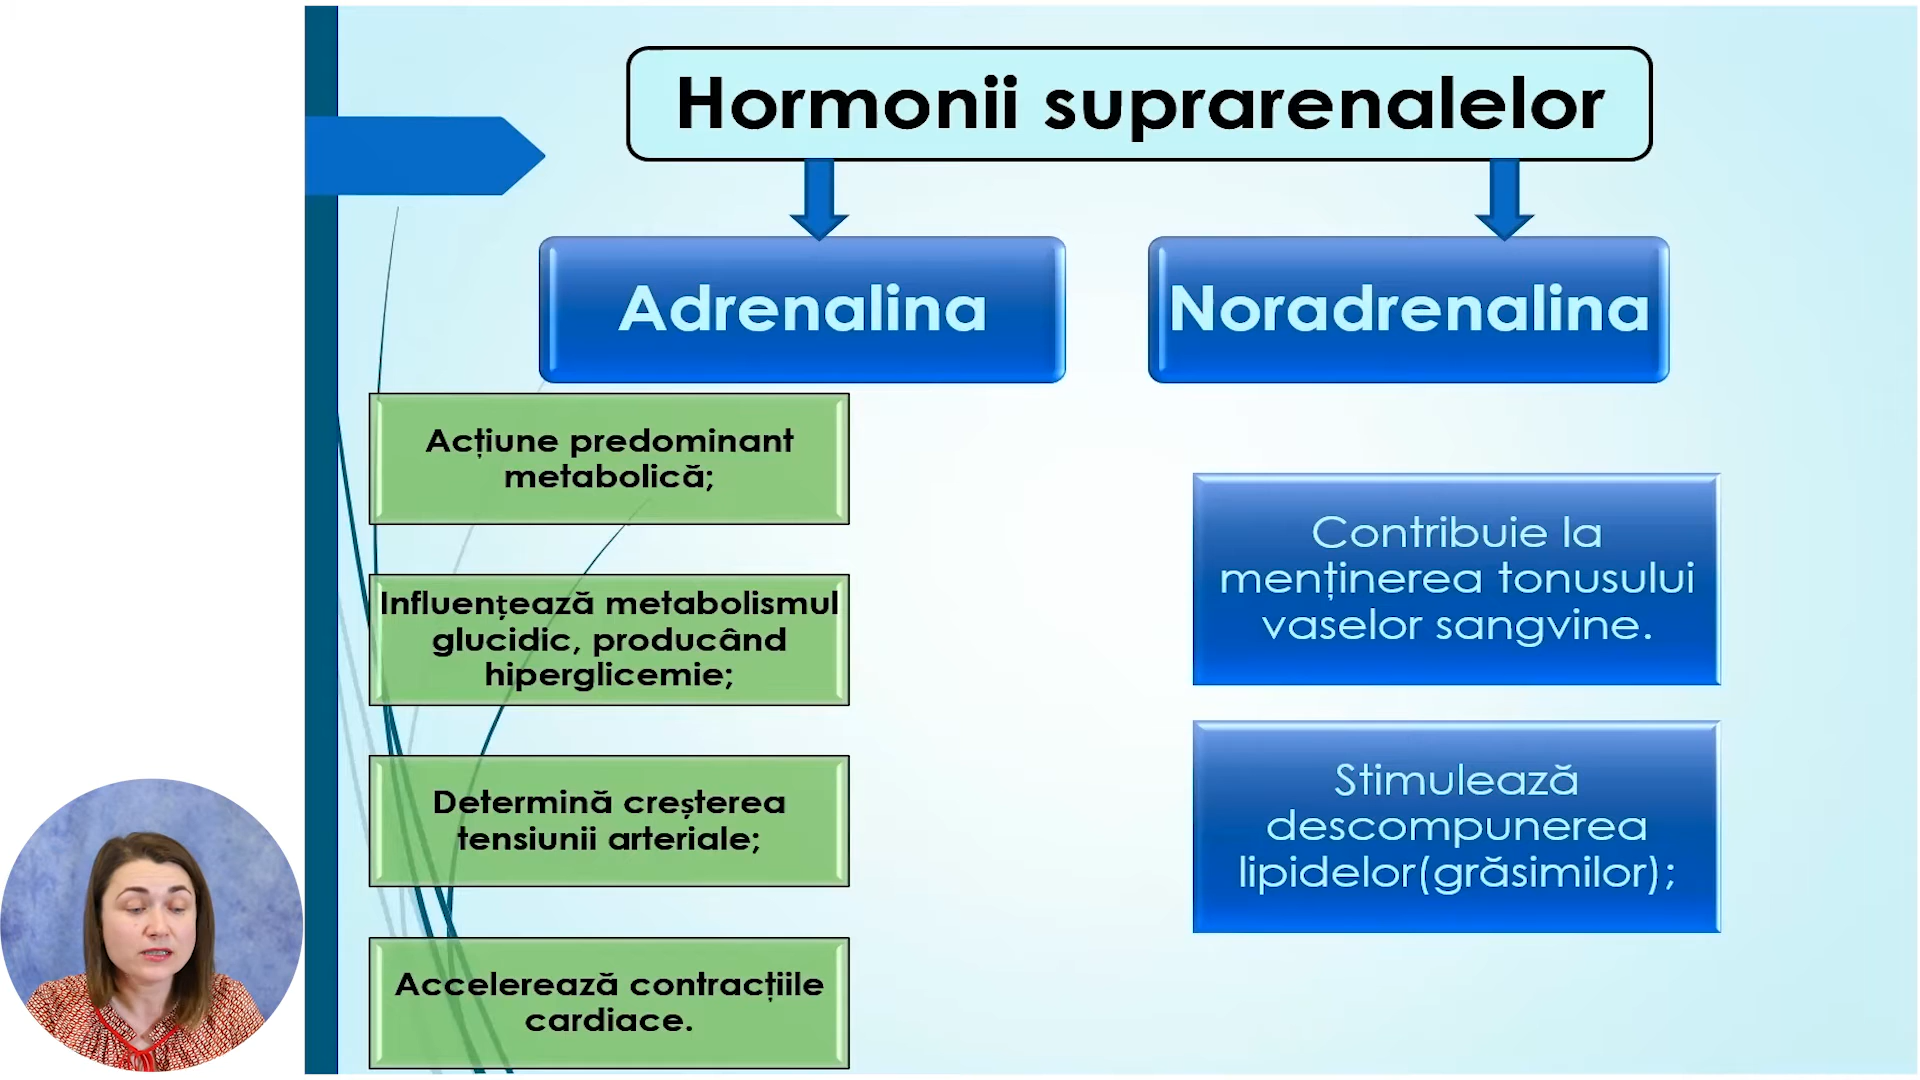 Hormonii suprarenalelor
Adrenalina
Acțiune predominant
metabolică;
Influențează metabolismul
glucidic, producând
hiperglicemie;
Determină creșterea
tensiunii arteriale;
Accelerează contracțiile
cardiace.
Noradrenalina
Contribuie la
menținerea tonusului
vaselor sangvine.
Stimulează
descompunerea
lipidelor(grăsimilor);